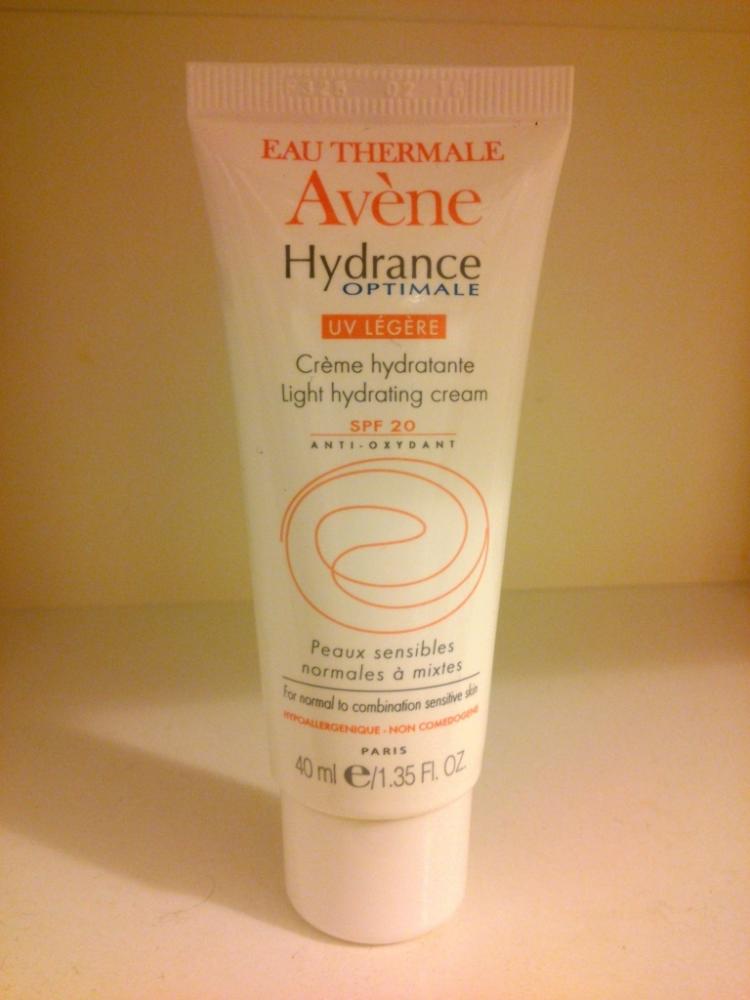 EAU THERMALE
Avène
Hydrance
OPTIMALE
UV LÉGÈRE
Crème hydratante
Light hydrating cream
SPF 20
ANTI-OXYDANT
Peaux sensibles
normales à mixtes
For normal to combination sensitive skin
HYPOALLERGENIQUE - NON COMEDOGENE
PARIS
40 ml e/1.35 Fl. OZ.